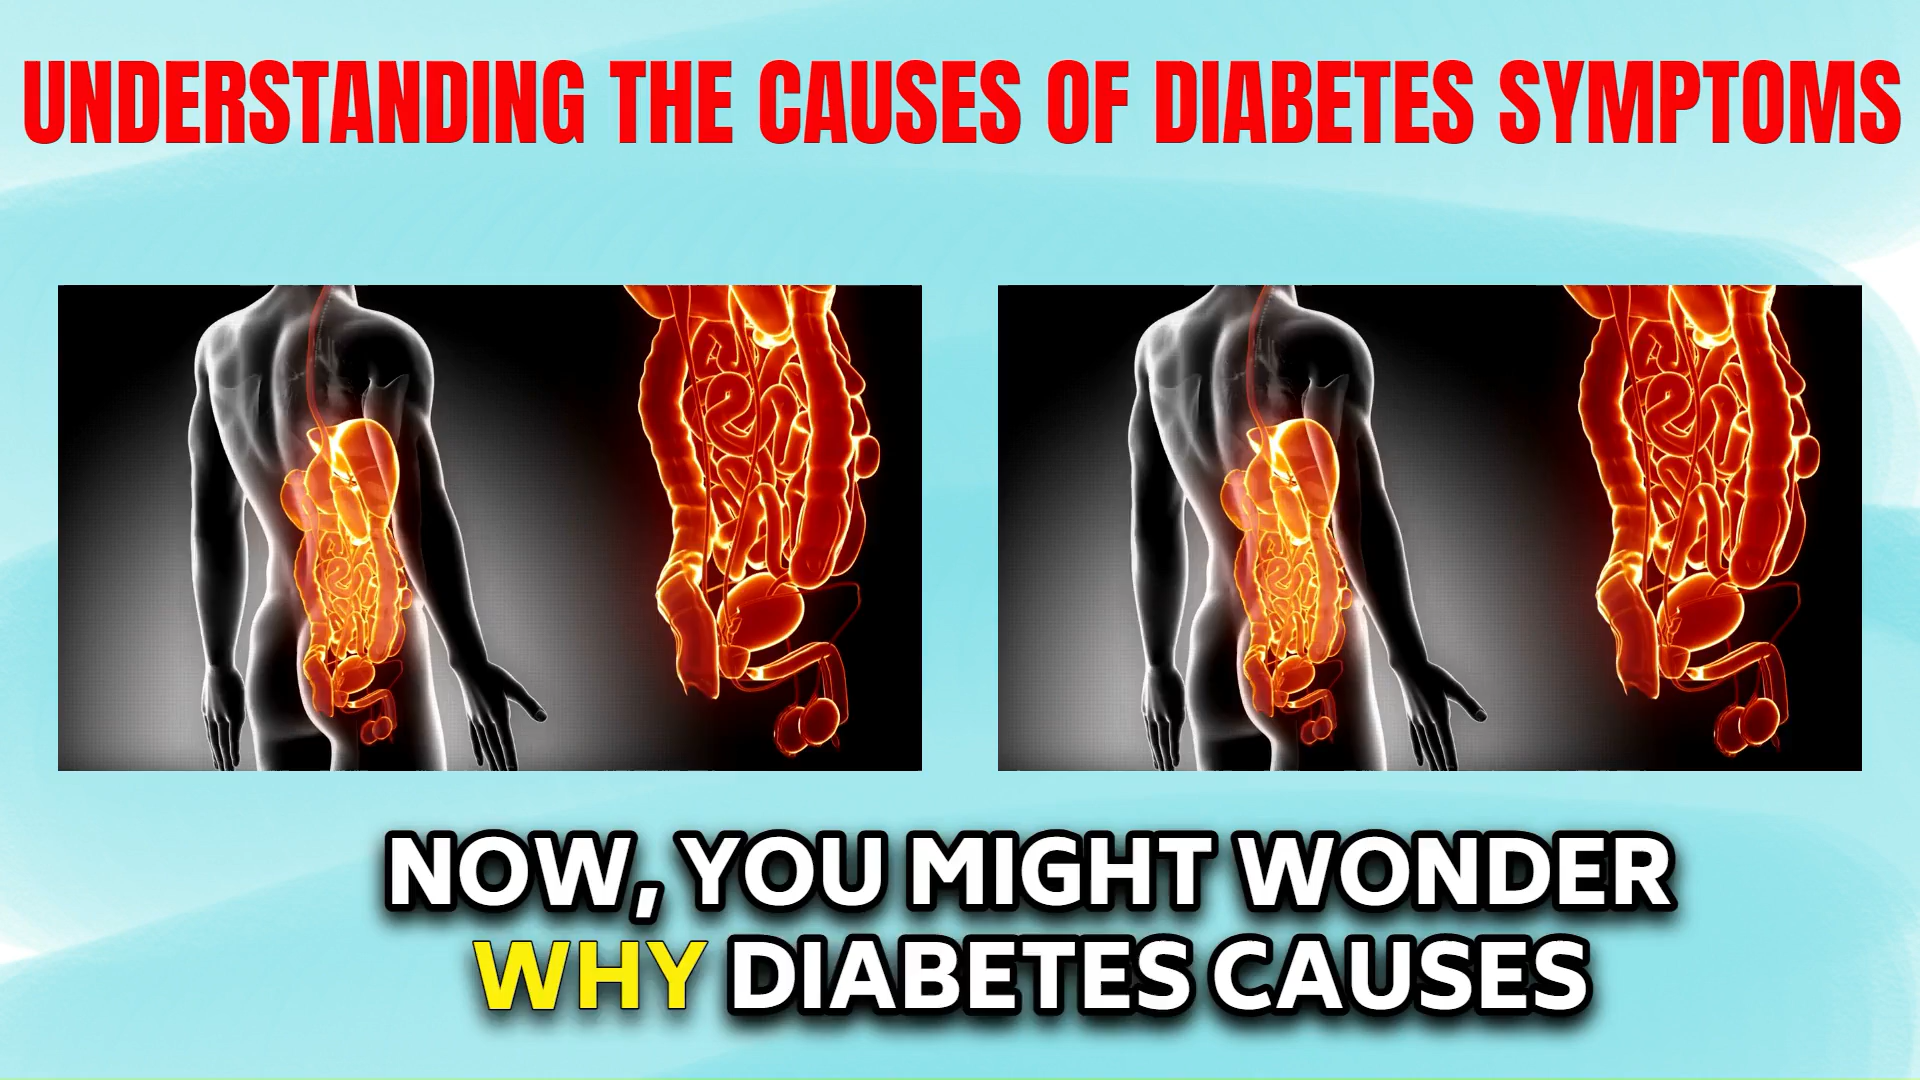 UNDERSTANDING THE CAUSES OF DIABETES SYMPTOMS
NOW, YOU MIGHT WONDER
WHY DIABETES CAUSES